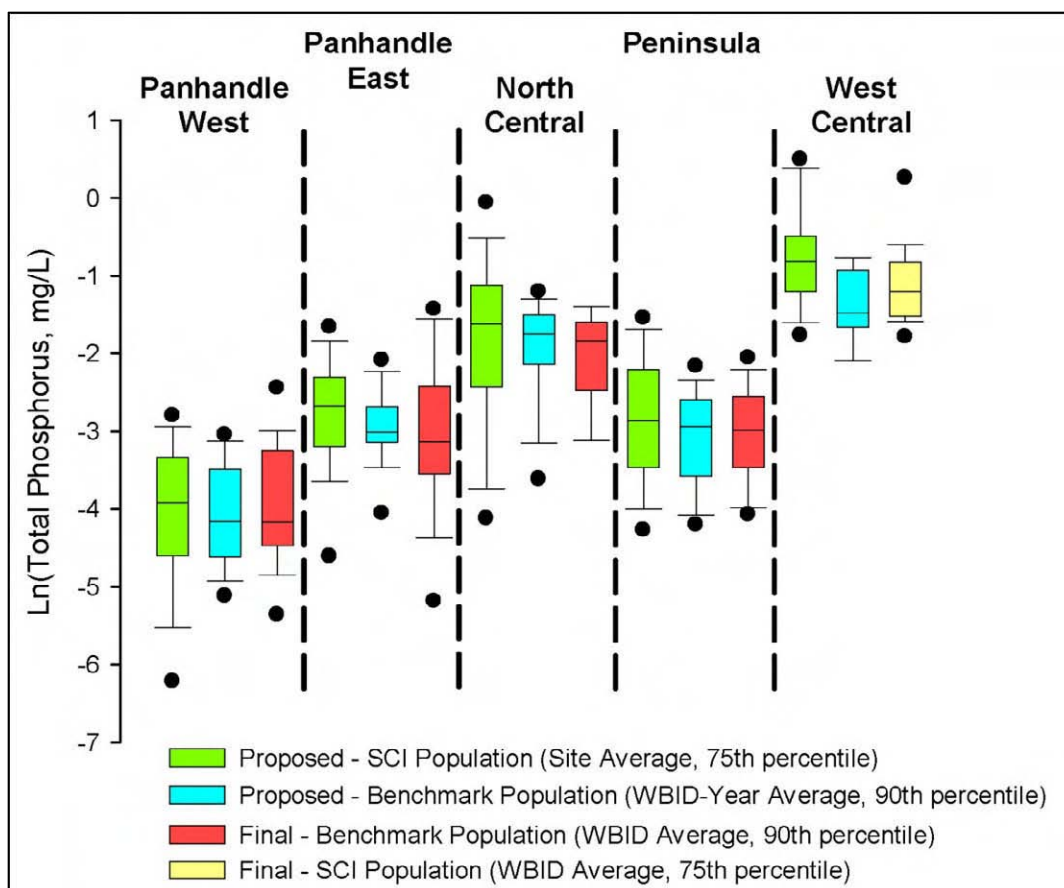 Panhandle
East
Peninsula
Panhandle
West
North
Central
West
Central
1
0
-1
-2
-3
-4
-5
-6
-7
Ln(Total Phosphorus, mg/L)
Proposed - SCI Population (Site Average, 75th percentile)
Proposed - Benchmark Population (WBID-Year Average, 90th percentile)
Final - Benchmark Population (WBID Average, 90th percentile)
Final - SCI Population (WBID Average, 75th percentile)